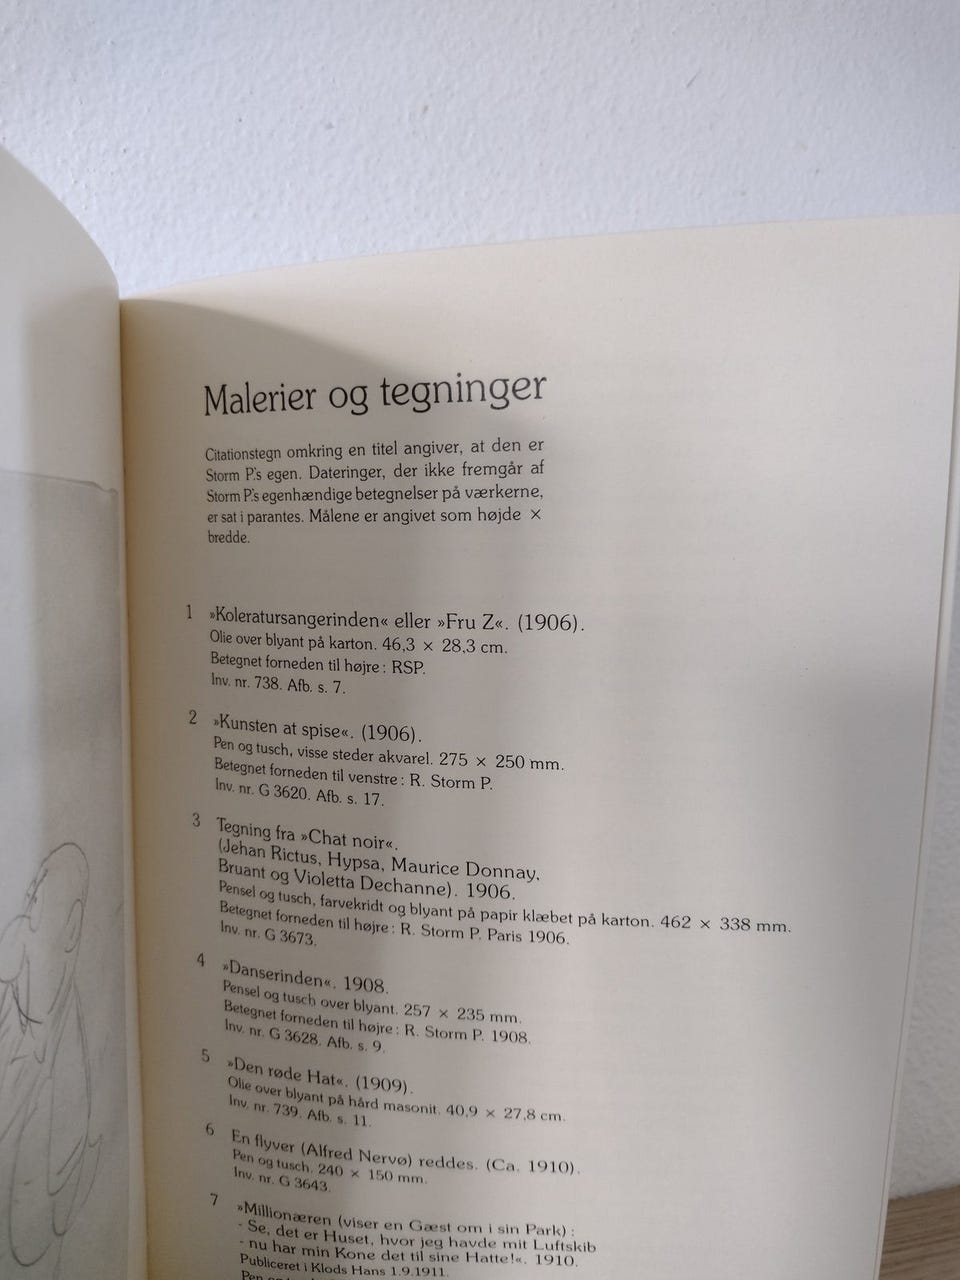 Malerier og tegninger
Citationstegn omkring en titel angiver, at den er
Storm P.'s egen. Dateringer, der ikke fremgår af
Storm P.'s egenhændige betegnelser på værkerne,
er sat i parantes. Målene er angivet som højde ×
bredde.
1 »Koleratursangerinden« eller »Fru Z«. (1906).
Olie over blyant på karton. 46,3 × 28,3 cm.
Betegnet forneden til højre: RSP.
Inv. nr. 738. Afb. s. 7.
2 »Kunsten at spise«. (1906).
Pen og tusch, visse steder akvarel. 275 × 250 mm.
Betegnet forneden til venstre: R. Storm P.
Inv. nr. G 3620. Afb. s. 17.
3 Tegning fra »Chat noir«.
(Jehan Rictus, Hypsa, Maurice Donnay,
Bruant og Violetta Dechanne). 1906.
Pensel og tusch, farvekridt og blyant på papir klæbet på karton. 462 × 338 mm.
Betegnet forneden til højre: R. Storm P. Paris 1906.
Inv. nr. G 3673.
4 »Danserinden«. 1908.
Pensel og tusch over blyant. 257 × 235 mm.
Betegnet forneden til højre: R. Storm P. 1908.
Inv. nr. G 3628. Afb. s. 9.
5 »Den røde Hat«. (1909).
Olie over blyant på hård masonit. 40,9 × 27,8 cm.
Inv. nr. 739. Afb. s. 11.
6 En flyver (Alfred Nervø) reddes. (Ca. 1910).
Pen og tusch. 240 × 150 mm.
Inv. nr. G 3643.
7 »Millionæren (viser en Gæst om i sin Park):
- Se, det er Huset, hvor jeg havde mit Luftskib
- nu har min Kone det til sine Hatte!«. 1910.
Publiceret i Klods Hans 1.9.1911.